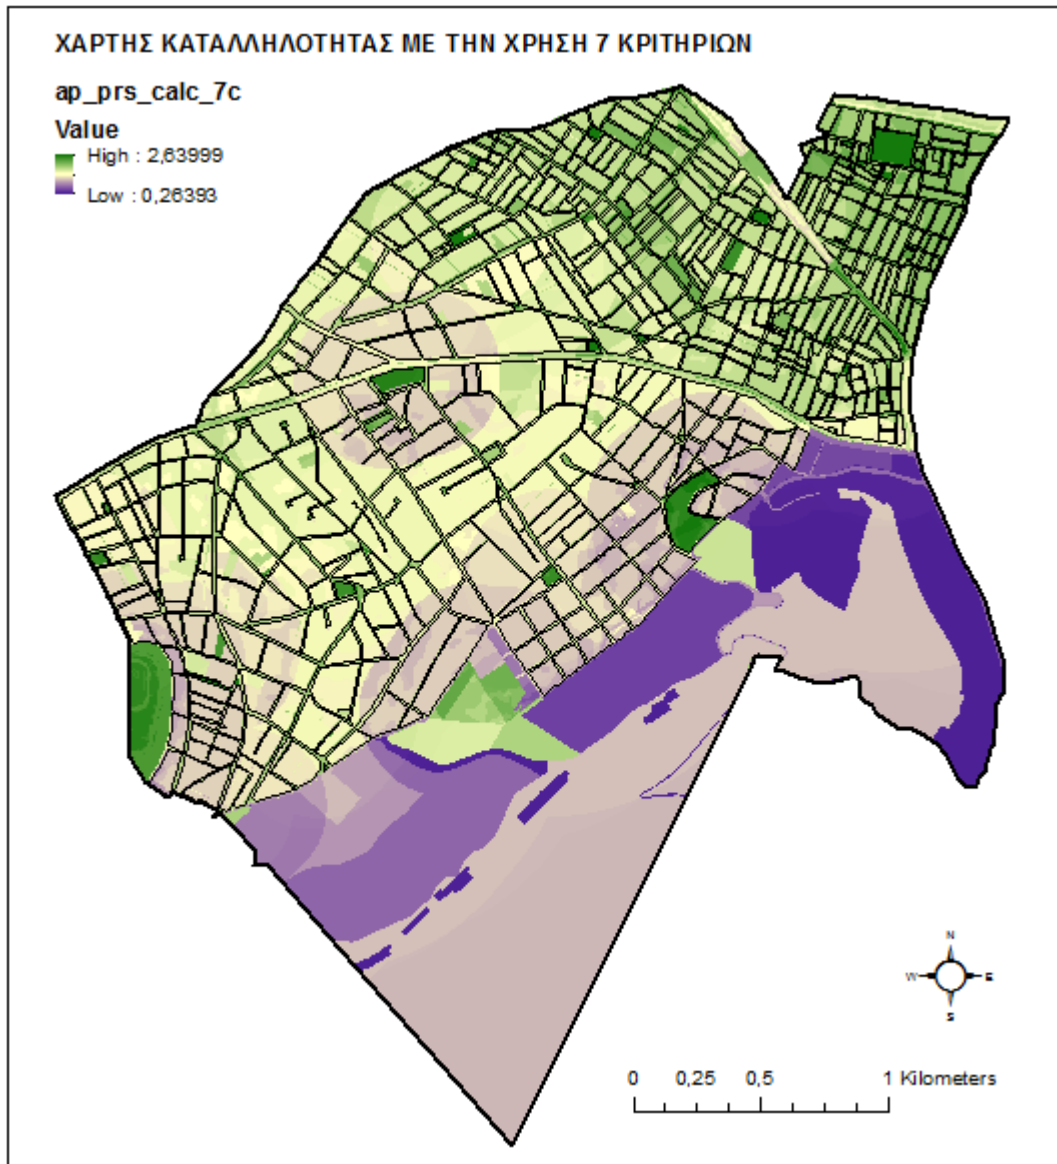 ΧΑΡΤΗΣ ΚΑΤΑΛΛΗΛΟΤΗΤΑΣ ΜΕ ΤΗΝ ΧΡΗΣΗ 7 ΚΡΙΤΗΡΙΩΝ
ap_prs_calc_7c
Value
High : 2,63999
Low : 0,26393
N
W E
S
0 0,25 0,5 1 Kilometers